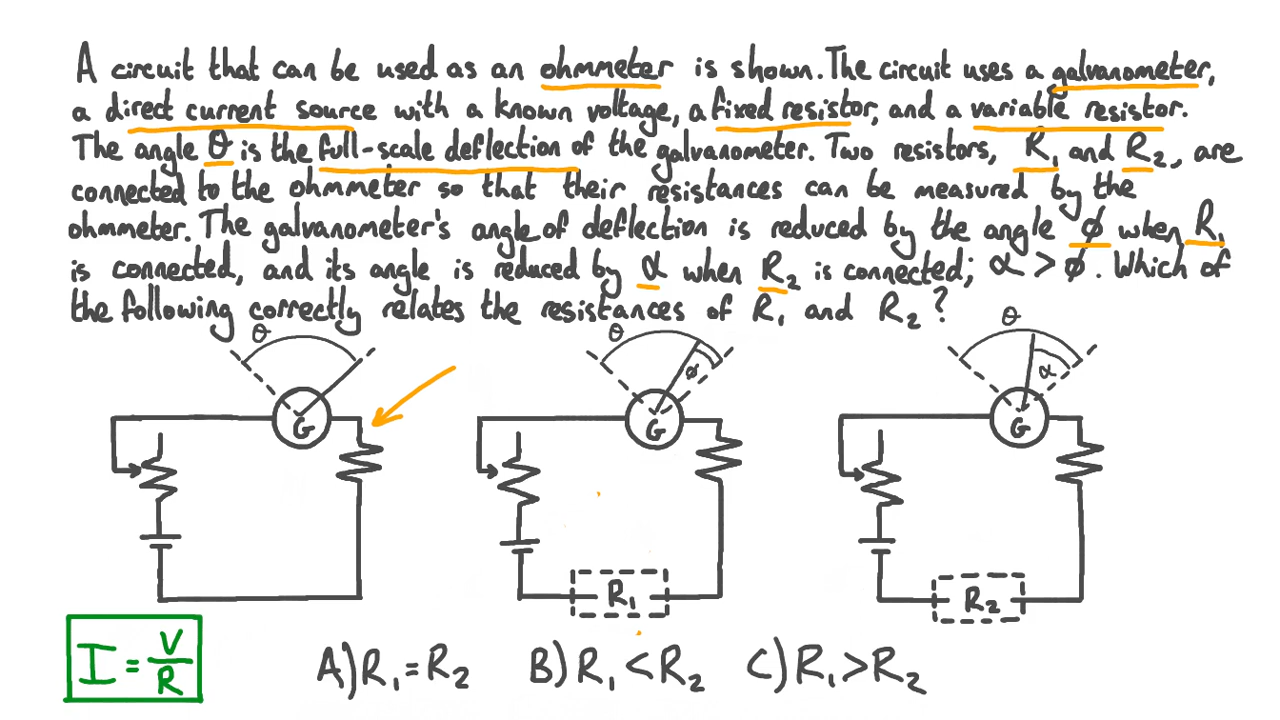 A circuit that can be used as an ohmmeter is shown. The circuit uses a galvanometer,
a direct current source with a known voltage, a fixed resistor, and a variable resistor.
The angle θ is the full-scale deflection of the galvanometer. Two resistors, R₁ and R₂, are
connected to the ohmmeter so that their resistances can be measured by the
ohmmeter. The galvanometer's angle of deflection is reduced by the angle ϕ when R₁
is connected, and its angle is reduced by α when R₂ is connected; α > ϕ. Which of
the following correctly relates the resistances of R₁ and R₂?
θ θ θ
ϕ α
G G G
R₁ R₂
I = V/R
A) R₁ = R₂ B) R₁ < R₂ C) R₁ > R₂